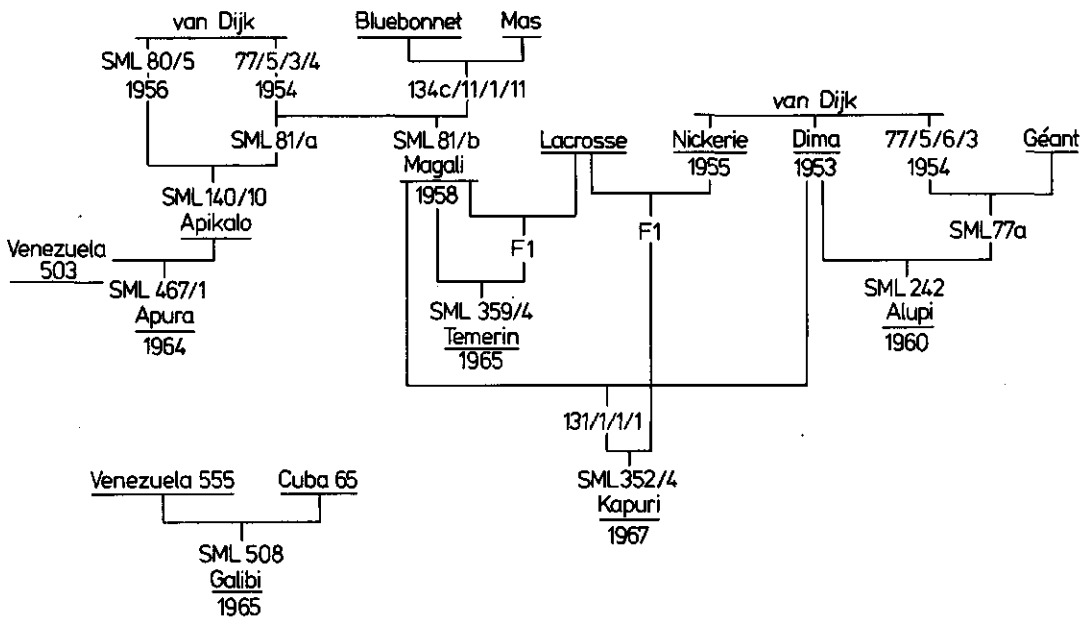 van Dijk
Bluebonnet
Mas
SML 80/5
1956
77/5/3/4
1954
134c/11/1/11
van Dijk
SML 81/a
SML 81/b
Magali
1958
Lacrosse
Nickerie
1955
Dima
1953
77/5/6/3
1954
Géant
SML 140/10
Apikalo
F1
F1
SML 77a
Venezuela
503
SML 467/1
Apura
1964
SML 359/4
Temerin
1965
SML 242
Alupi
1960
131/1/1/1
Venezuela 555
Cuba 65
SML 352/4
Kapuri
1967
SML 508
Galibi
1965